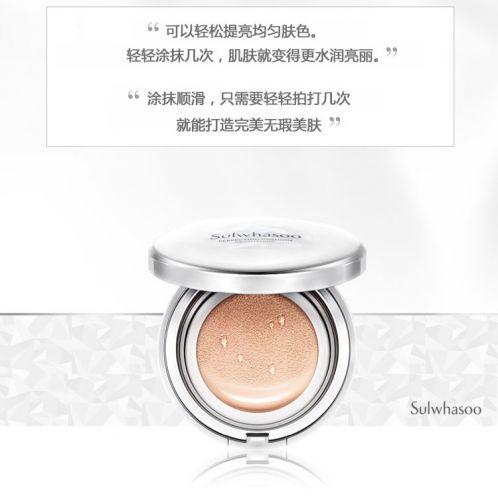 “ 可以轻松提亮均匀肤色。
轻轻涂抹几次，肌肤就变得更水润亮丽。”
“ 涂抹顺滑，只需要轻轻拍打几次
就能打造完美无瑕美肤 ”
Sulwhasoo
PERFECTING CUSHION
Sulwhasoo